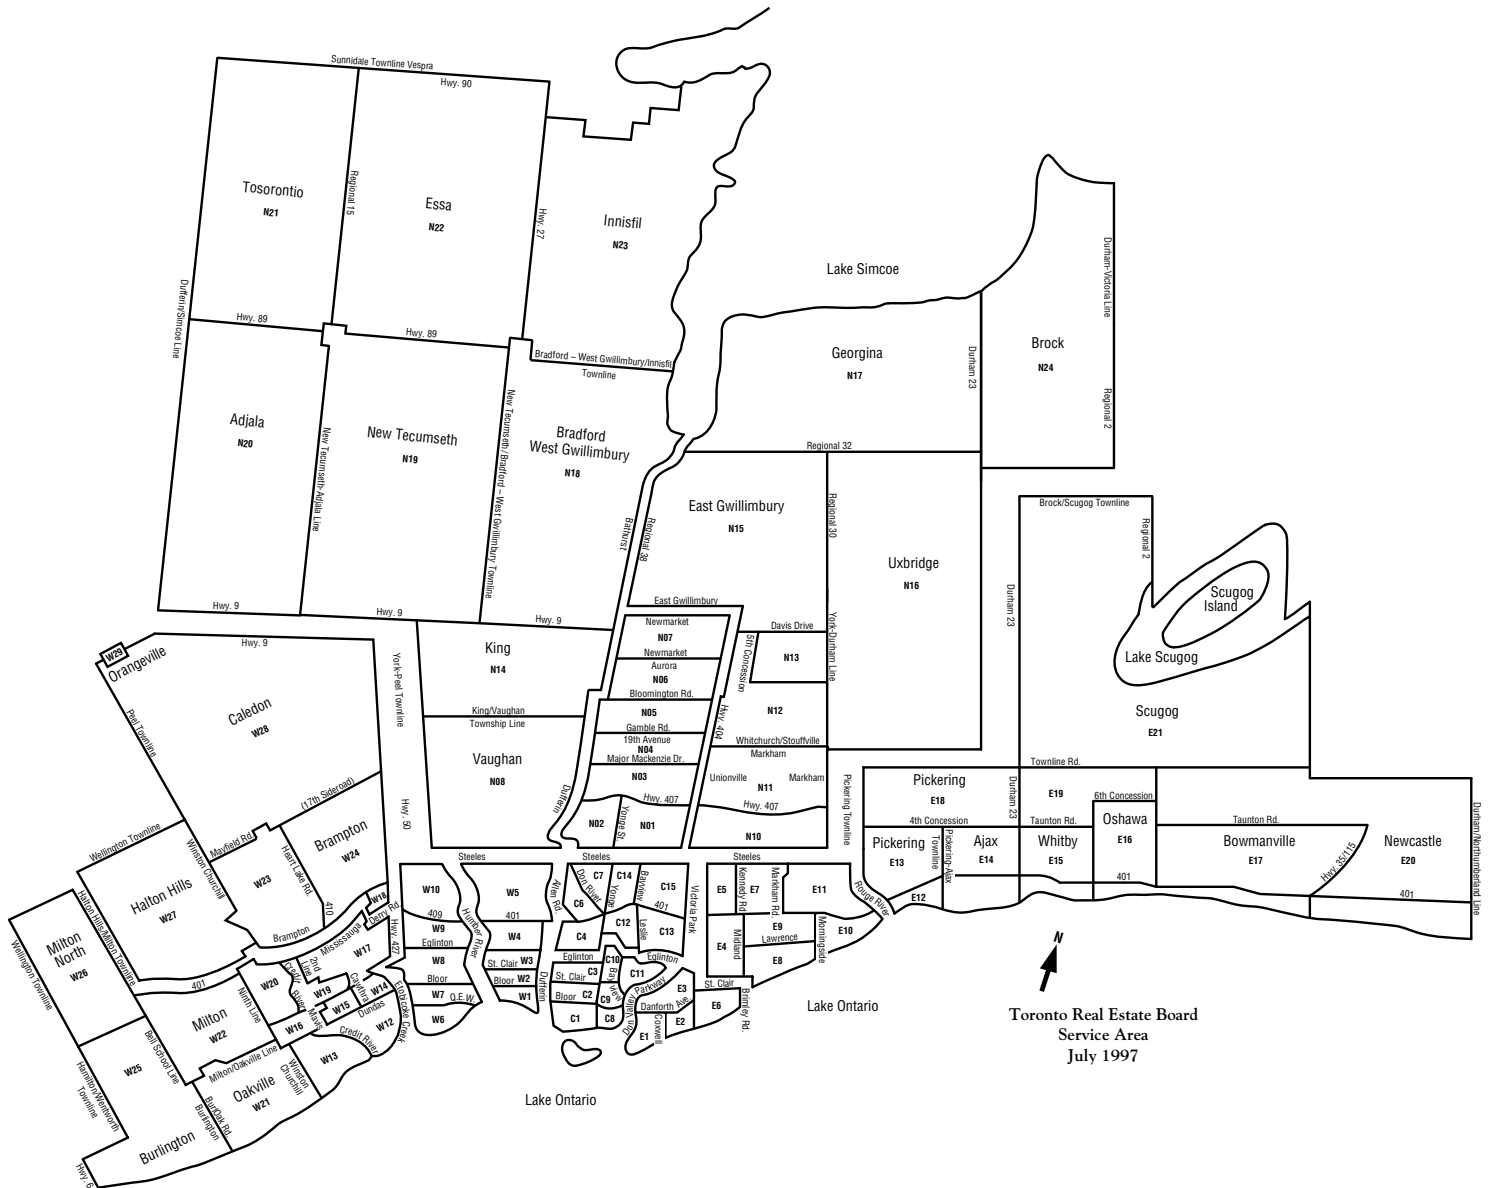 Sunnidale Townline Vespra
Hwy. 90
Tosorontio
N21
Regional 15
Essa
N22
Hwy. 27
Innisfil
N23
Dufferin/Simcoe Line
Hwy. 89
Hwy. 89
Bradford – West Gwillimbury/Innisfil
Townline
Adjala
N20
New Tecumseth-Adjala Line
New Tecumseth
N19
New Tecumseth/ Bradford – West Gwillimbury Townline
Bradford
West Gwillimbury
N18
Lake Simcoe
Georgina
N17
Durham 23
Brock
N24
Durham-Victoria Line
Regional 2
Regional 32
Bathurst
Regional 38
East Gwillimbury
N15
Regional 30
Uxbridge
N16
Durham 23
Brock/Scugog Townline
Regional 2
Scugog
Island
Lake Scugog
Scugog
E21
Hwy. 9
Hwy. 9
Hwy. 9
Hwy. 9
W29
Orangeville
Peel Townline
Caledon
W28
York-Peel Townline
King
N14
King/Vaughan
Township Line
Vaughan
N08
Hwy. 50
Dufferin
East Gwillimbury
Newmarket
N07
Newmarket
Aurora
N06
Bloomington Rd.
N05
Gamble Rd.
19th Avenue
N04
Major Mackenzie Dr.
N03
Hwy. 407
N02
Yonge St.
N01
Davis Drive
5th Concession
N13
York-Durham Line
N12
Hwy. 404
Whitchurch/Stouffville
Markham
Unionville
Markham
N11
Hwy. 407
N10
Pickering Townline
Townline Rd.
Pickering
E18
Durham 23
E19
6th Concession
4th Concession
Taunton Rd.
Taunton Rd.
Pickering
E13
Pickering-Ajax
Townline
Ajax
E14
Whitby
E15
Oshawa
E16
Bowmanville
E17
Hwy. 35/115
Newcastle
E20
Durham/Northumberland Line
401
401
E12
Rouge River
Steeles
Steeles
Steeles
Wellington Townline
Winston Churchill
Mayfield Rd.
(17th Sideroad)
Brampton
W24
Heart Lake Rd.
W23
410
Halton Hills
W27
Halton Hills/Milton Townline
Milton
North
W26
Wellington Townline
Brampton
W18
Derry Rd.
Mississauga
W17
Hwy. 427
401
W20
Credit
River
2nd
Line
W19
Cawthra
W14
W15
Mavis
W16
Dundas
W12
Credit River
W13
Etobicoke Creek
Ninth Line
Milton
W22
Bell School Line
Milton/Oakville Line
Winston
Churchill
Oakville
W21
BurlOak Rd.
Burlington
W25
Hamilton/Wentworth
Townline
Burlington
Hwy. 6
W10
409
W9
Eglinton
W8
Bloor
W7
Q.E.W.
W6
Humber River
W5
401
W4
St. Clair
W3
Bloor
W2
W1
Allen Rd.
Dufferin
C7
Don River
C6
C4
C14
Yonge
Bayview
C15
401
C12
Leslie
C13
Victoria Park
Eglinton
Eglinton
St. Clair
C3
C10
Bayview
C11
Bloor
C2
C9
C1
C8
Don Valley
Parkway
E3
Danforth Ave.
Coxwell
E1
E2
St. Clair
E6
Brimley Rd.
E5
Kennedy Rd
E7
Markham Rd.
E11
E4
Midland
E9
Lawrence
E8
Morningside
E10
Lake Ontario
Lake Ontario
N
Toronto Real Estate Board
Service Area
July 1997